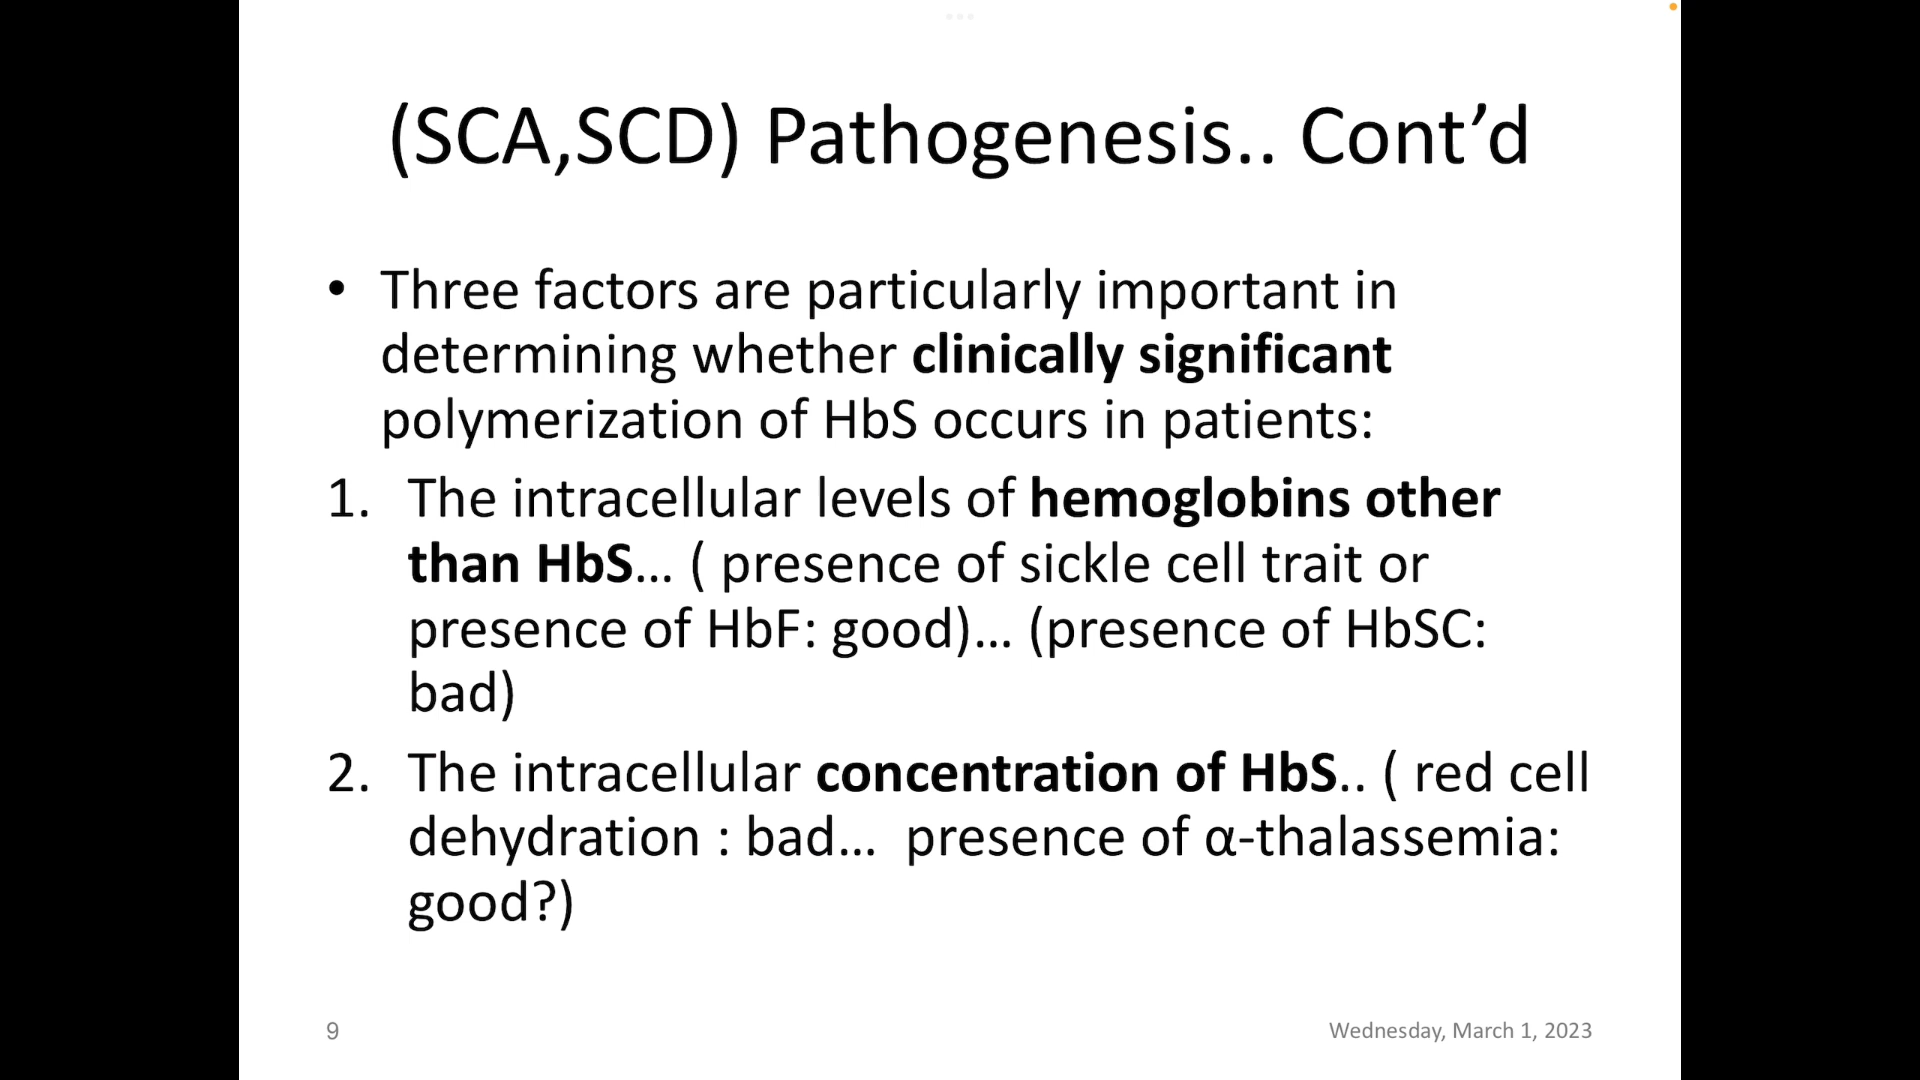 (SCA,SCD) Pathogenesis.. Cont’d
• Three factors are particularly important in
determining whether clinically significant
polymerization of HbS occurs in patients:
1. The intracellular levels of hemoglobins other
than HbS… ( presence of sickle cell trait or
presence of HbF: good)… (presence of HbSC:
bad)
2. The intracellular concentration of HbS.. ( red cell
dehydration : bad… presence of α-thalassemia:
good?)
9
Wednesday, March 1, 2023